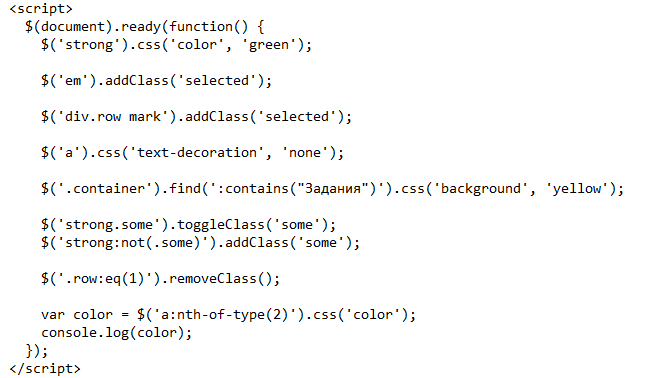 <script>
$(document).ready(function() {
$('strong').css('color', 'green');
$('em').addClass('selected');
$('div.row mark').addClass('selected');
$('a').css('text-decoration', 'none');
$('.container').find(':contains("Задания")').css('background', 'yellow');
$('strong.some').toggleClass('some');
$('strong:not(.some)').addClass('some');
$('.row:eq(1)').removeClass();
var color = $('a:nth-of-type(2)').css('color');
console.log(color);
});
</script>